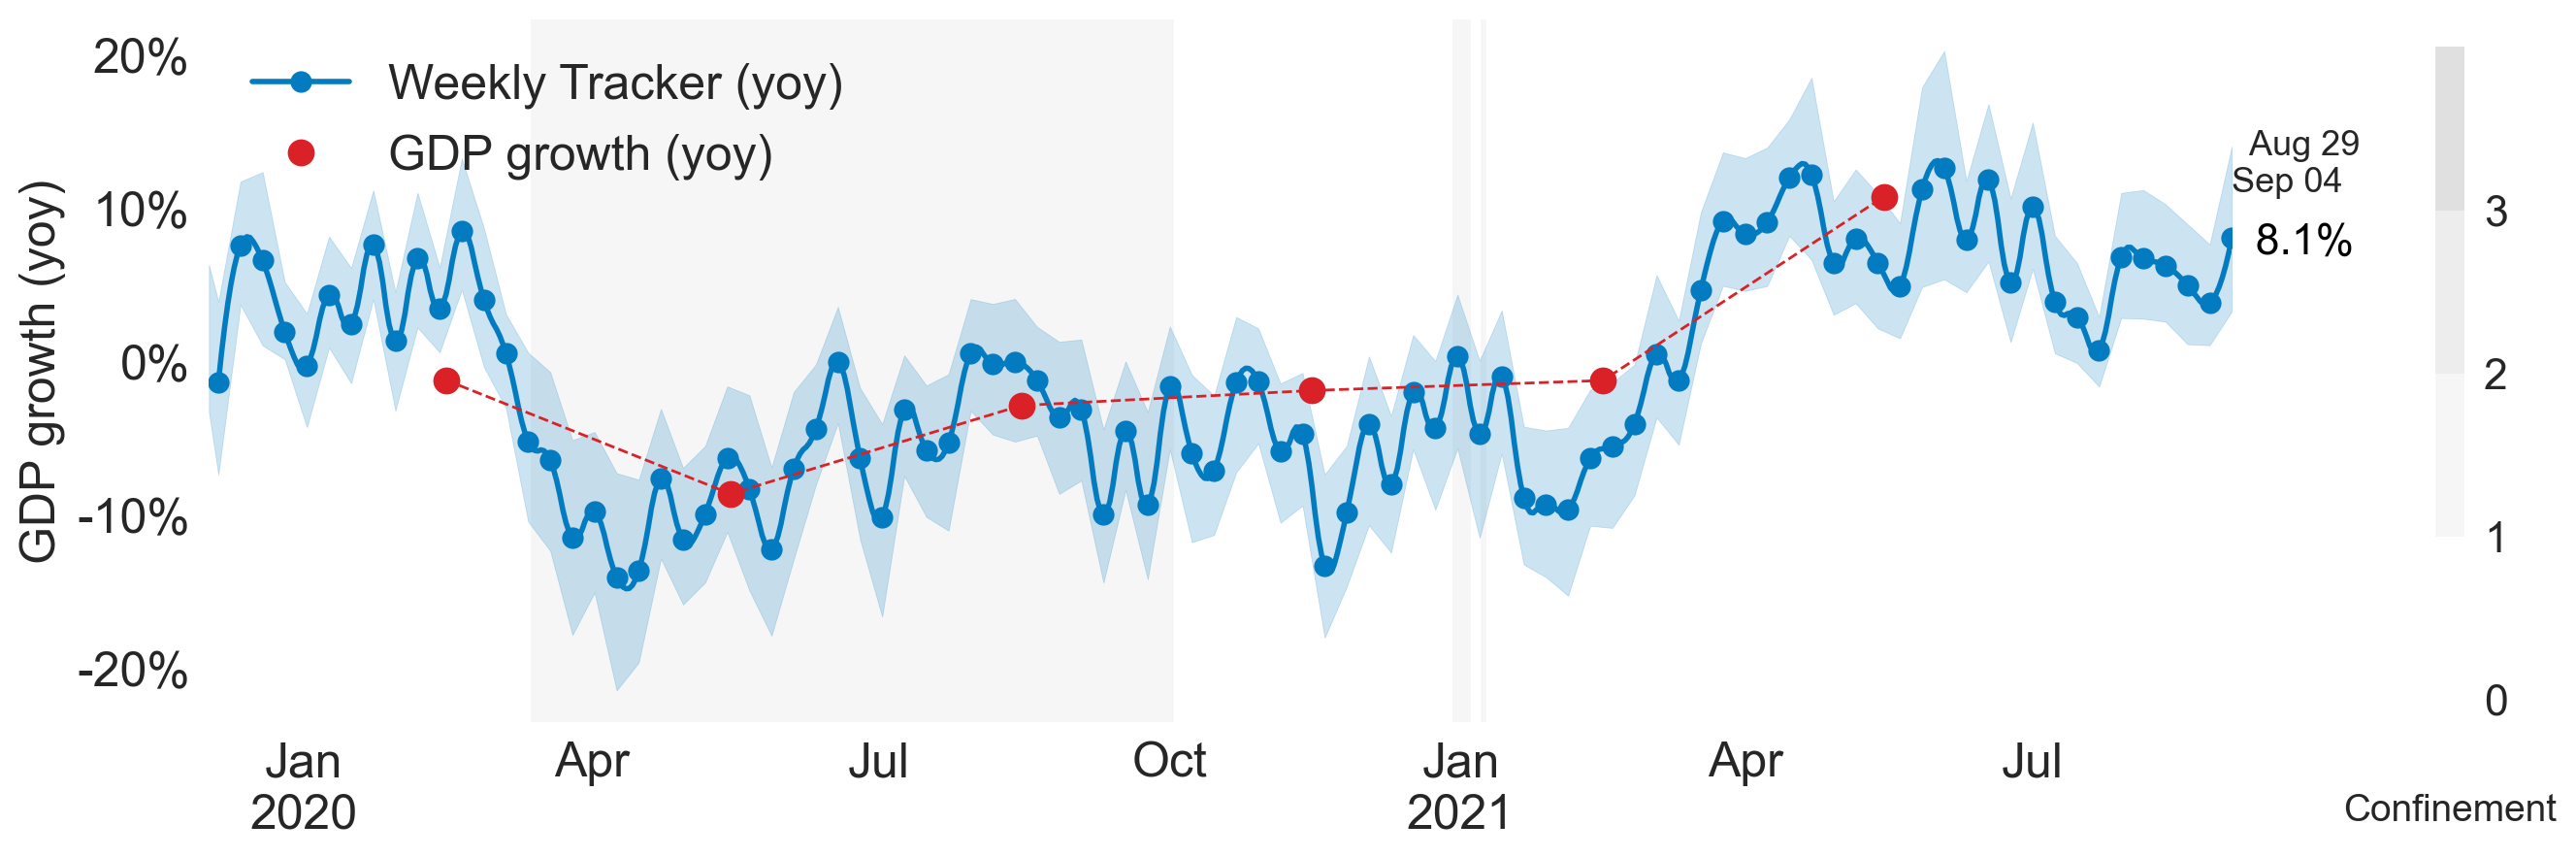 20%
10%
0%
-10%
-20%
GDP growth (yoy)
Weekly Tracker (yoy)
GDP growth (yoy)
Aug 29
Sep 04
8.1%
3
2
1
0
Jan
2020
Apr
Jul
Oct
Jan
2021
Apr
Jul
Confinement